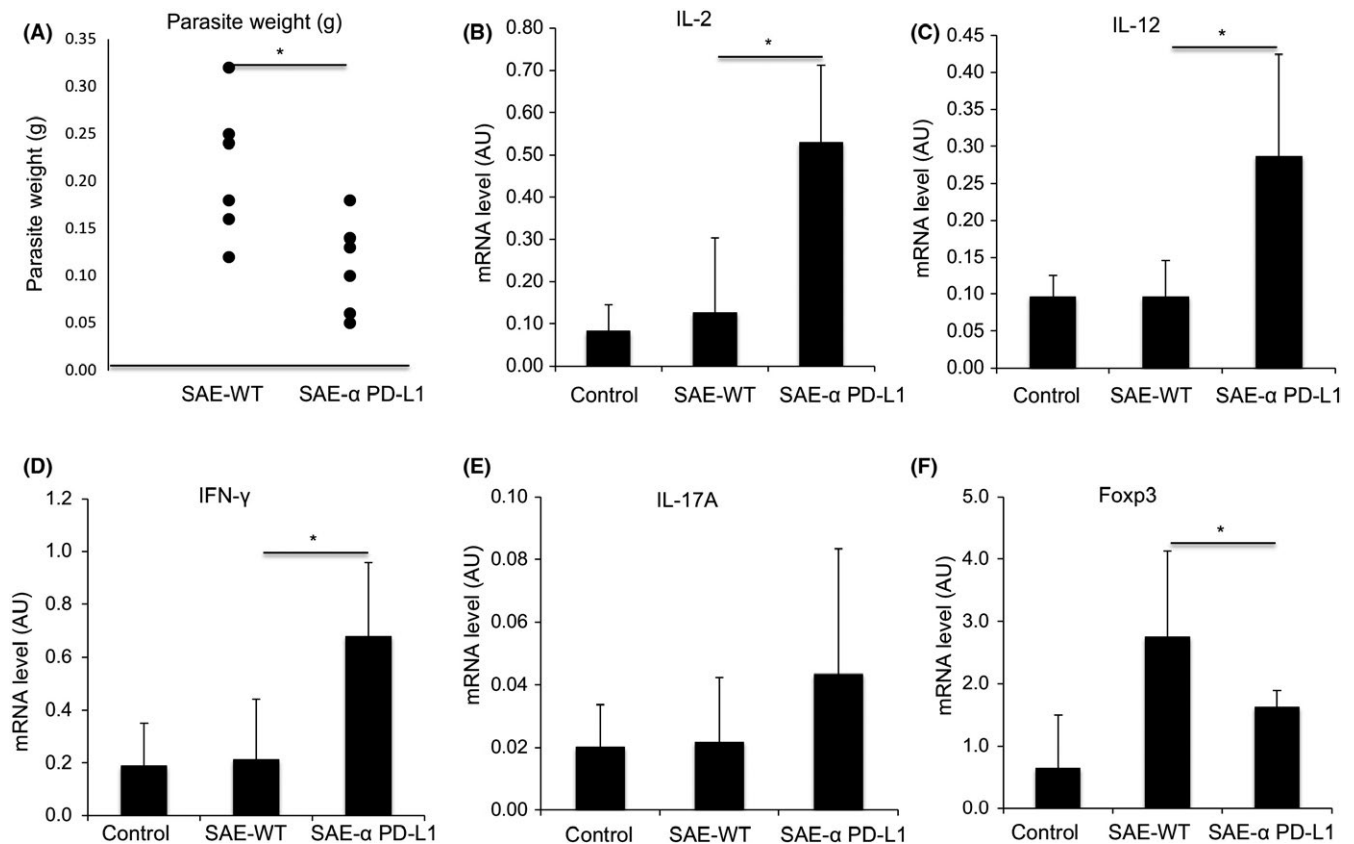 (A)
Parasite weight (g)
Parasite weight (g)
0.35
0.30
0.25
0.20
0.15
0.10
0.05
0.00
*
SAE-WT SAE-α PD-L1
(B)
IL-2
mRNA level (AU)
0.80
0.70
0.60
0.50
0.40
0.30
0.20
0.10
0.00
*
Control SAE-WT SAE-α PD-L1
(C)
IL-12
mRNA level (AU)
0.45
0.40
0.35
0.30
0.25
0.20
0.15
0.10
0.05
0.00
*
Control SAE-WT SAE-α PD-L1
(D)
IFN-γ
mRNA level (AU)
1.2
1.0
0.8
0.6
0.4
0.2
0.0
*
Control SAE-WT SAE-α PD-L1
(E)
IL-17A
mRNA level (AU)
0.10
0.08
0.06
0.04
0.02
0.00
Control SAE-WT SAE-α PD-L1
(F)
Foxp3
mRNA level (AU)
5.0
4.0
3.0
2.0
1.0
0.0
*
Control SAE-WT SAE-α PD-L1